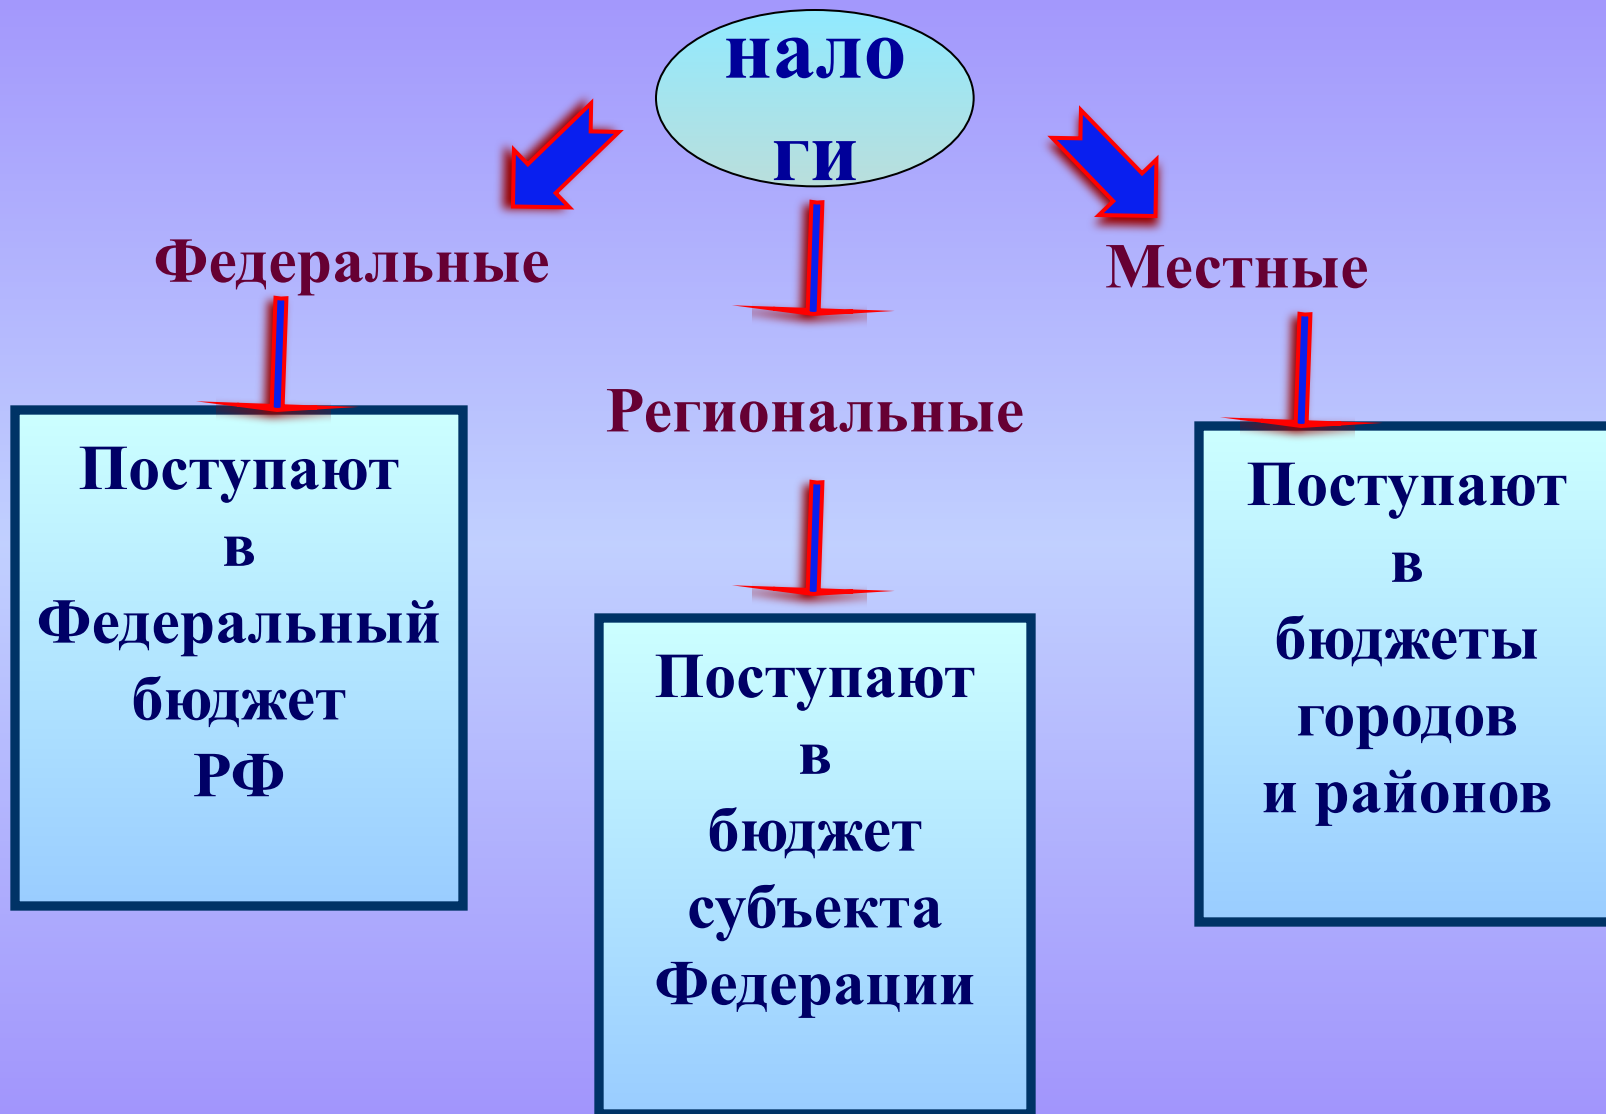 нало
ги
Федеральные
Местные
Региональные
Поступают
в
Федеральный
бюджет
РФ
Поступают
в
бюджет
субъекта
Федерации
Поступают
в
бюджеты
городов
и районов